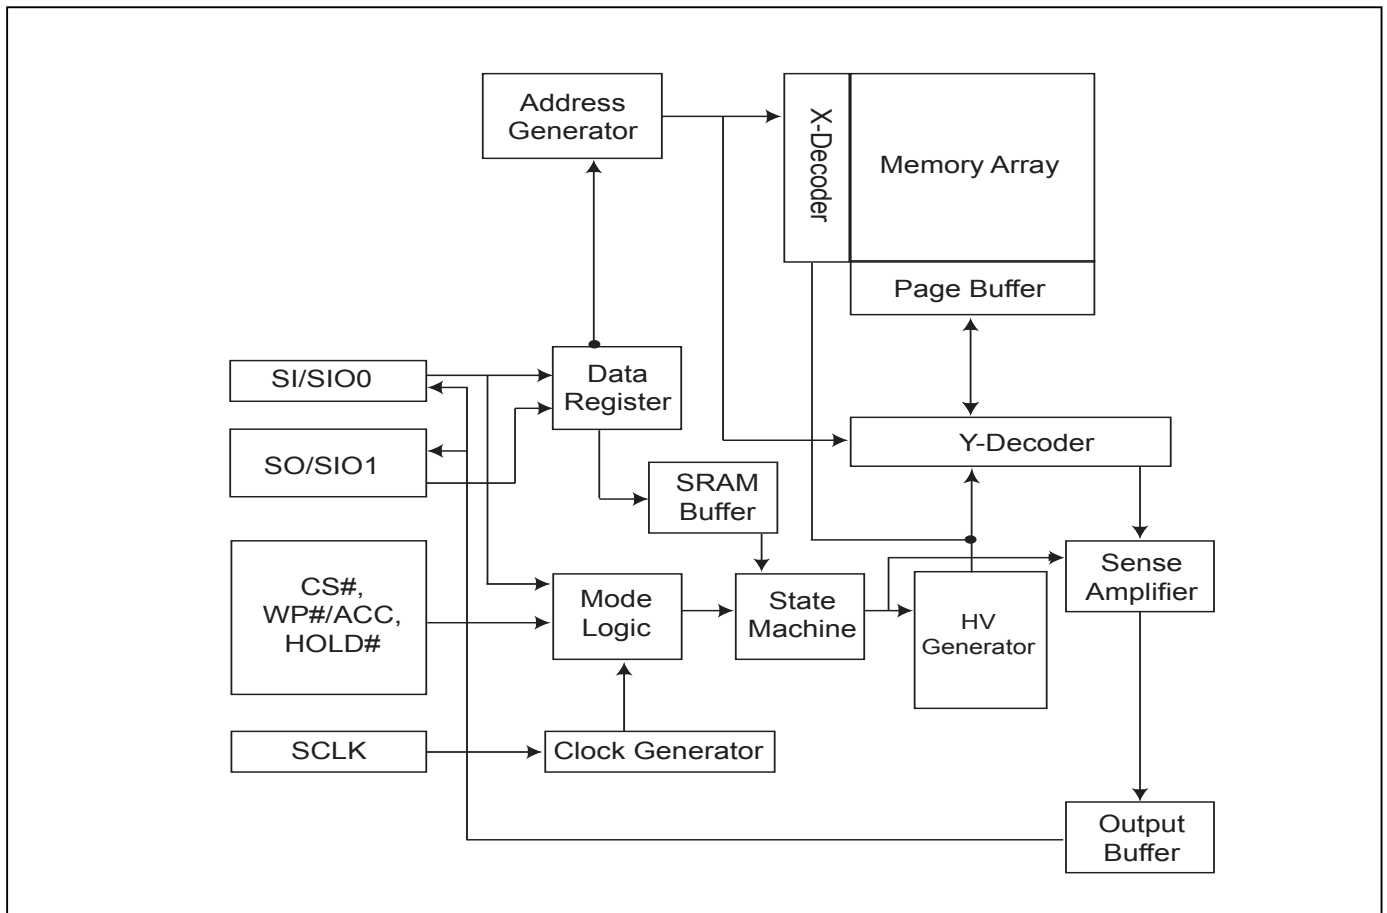 Address
Generator
X-Decoder
Memory Array
Page Buffer
SI/SIO0
Data
Register
SO/SIO1
Y-Decoder
SRAM
Buffer
CS#,
WP#/ACC,
HOLD#
Mode
Logic
State
Machine
HV
Generator
Sense
Amplifier
SCLK
Clock Generator
Output
Buffer